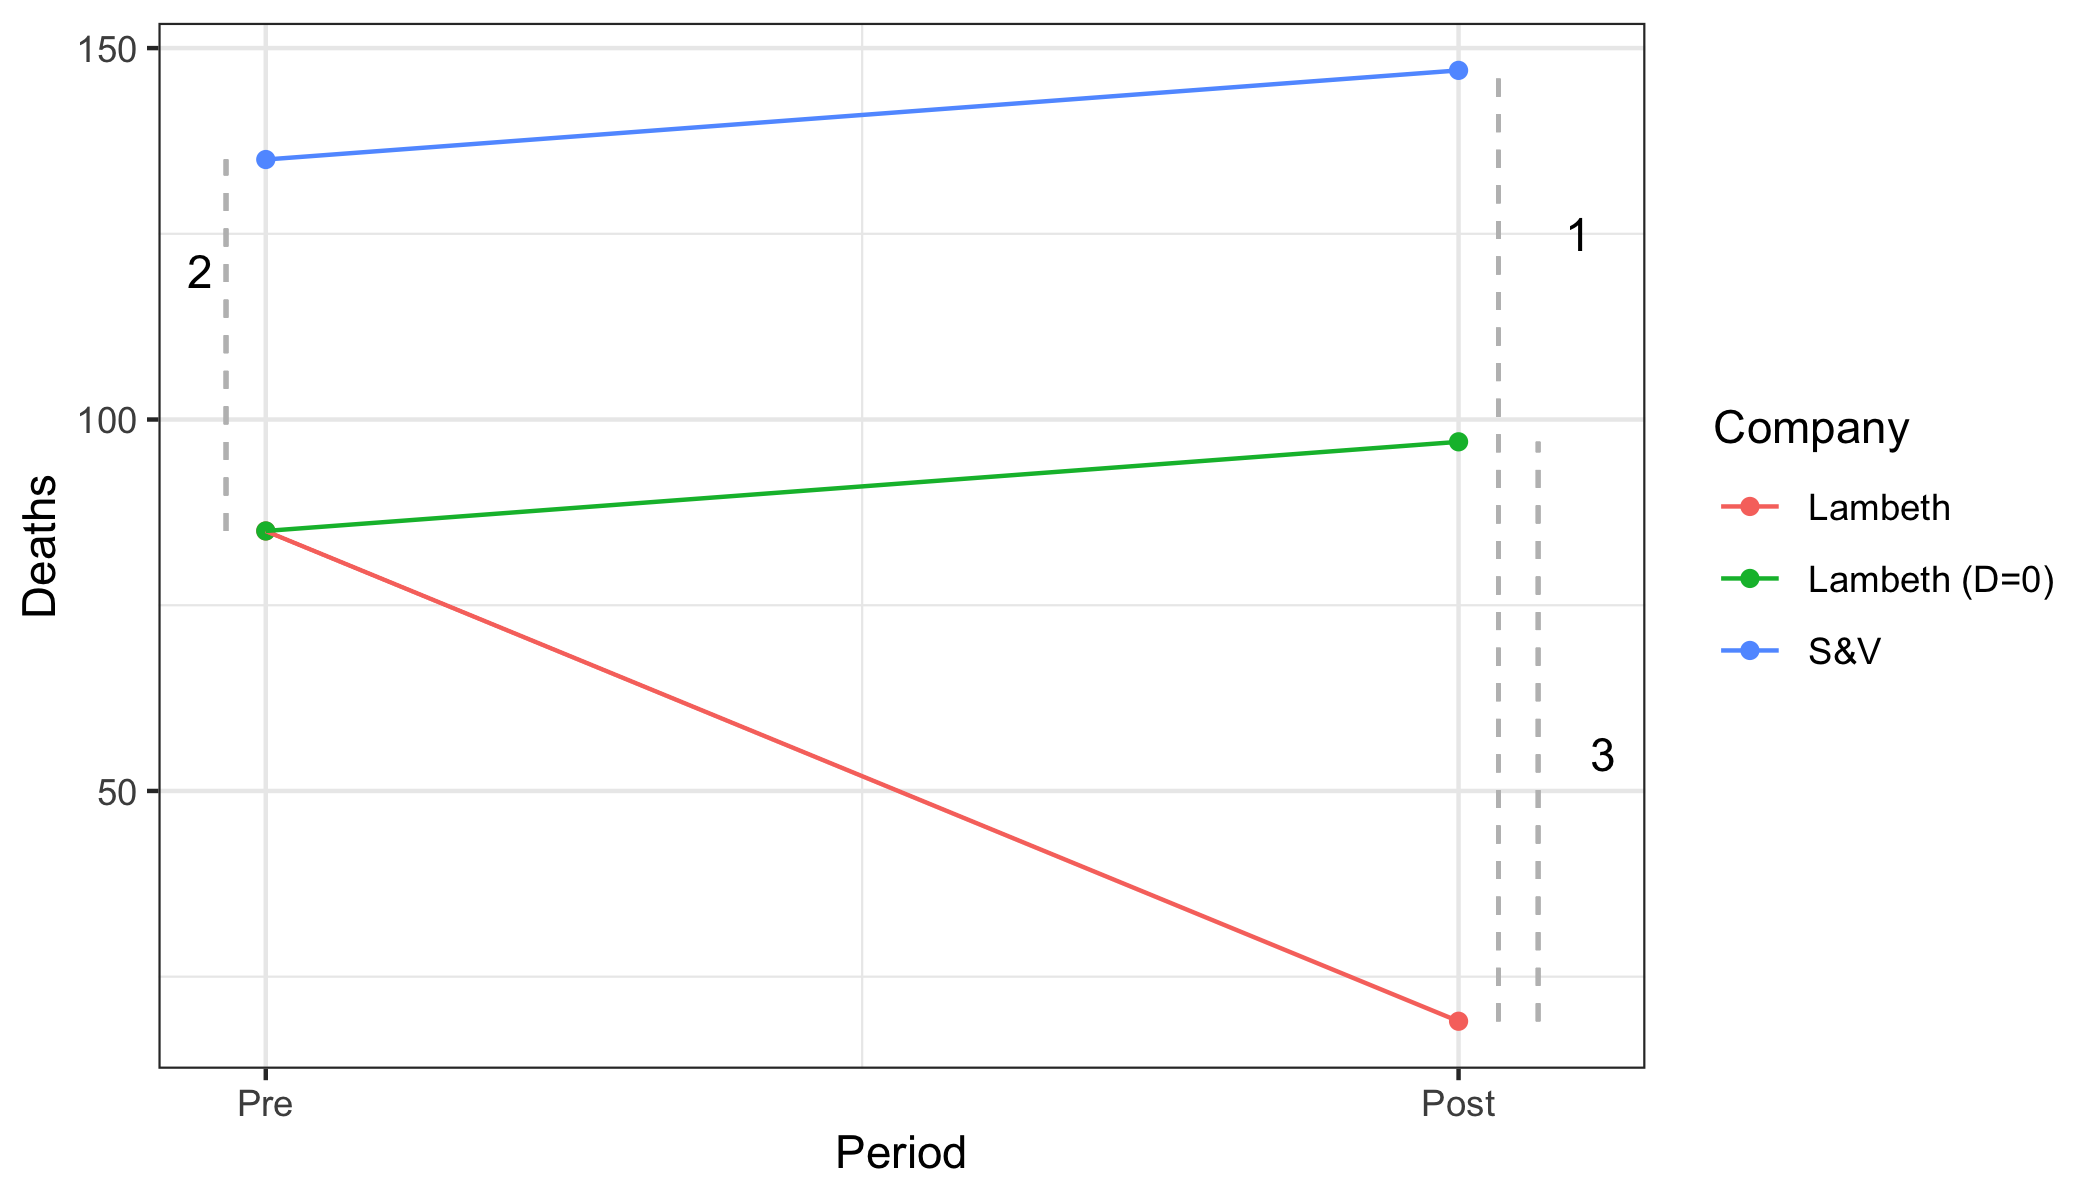 150
100
50
Deaths
2
1
3
Pre
Post
Period
Company
Lambeth
Lambeth (D=0)
S&V